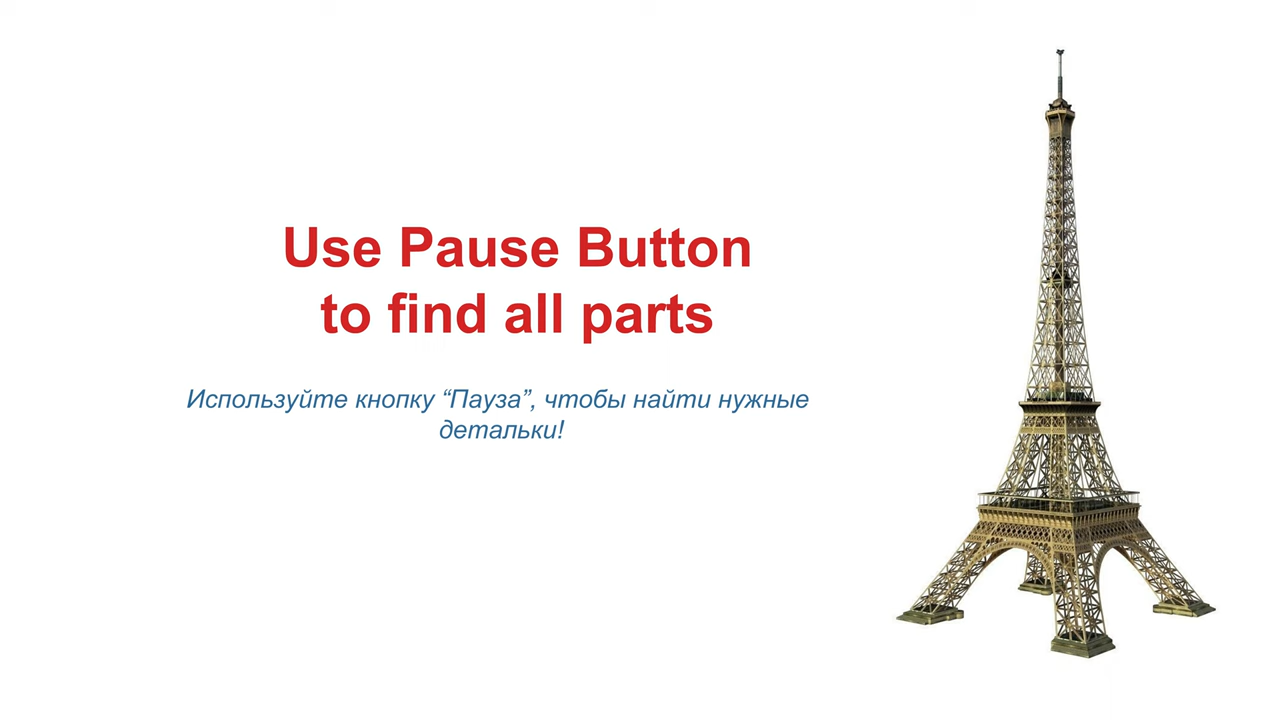 Use Pause Button
to find all parts
Используйте кнопку “Пауза”, чтобы найти нужные
детальки!